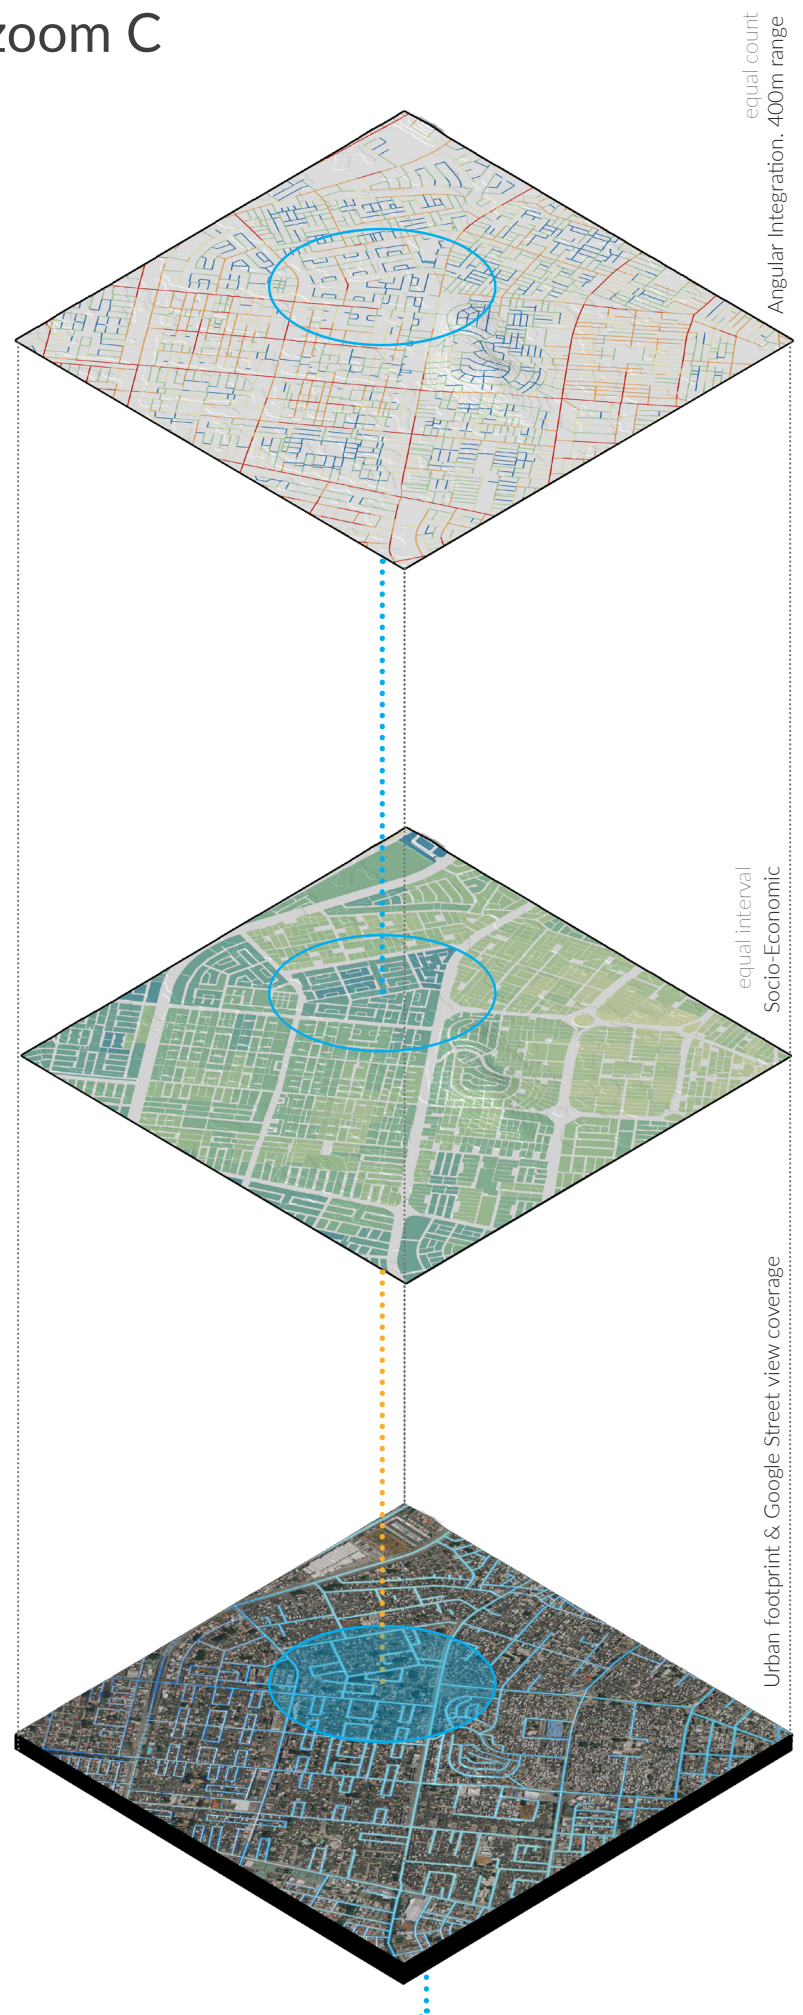 zoom C
equal count
Angular Integration. 400m range
equal interval
Socio-Economic
Urban footprint & Google Street view coverage